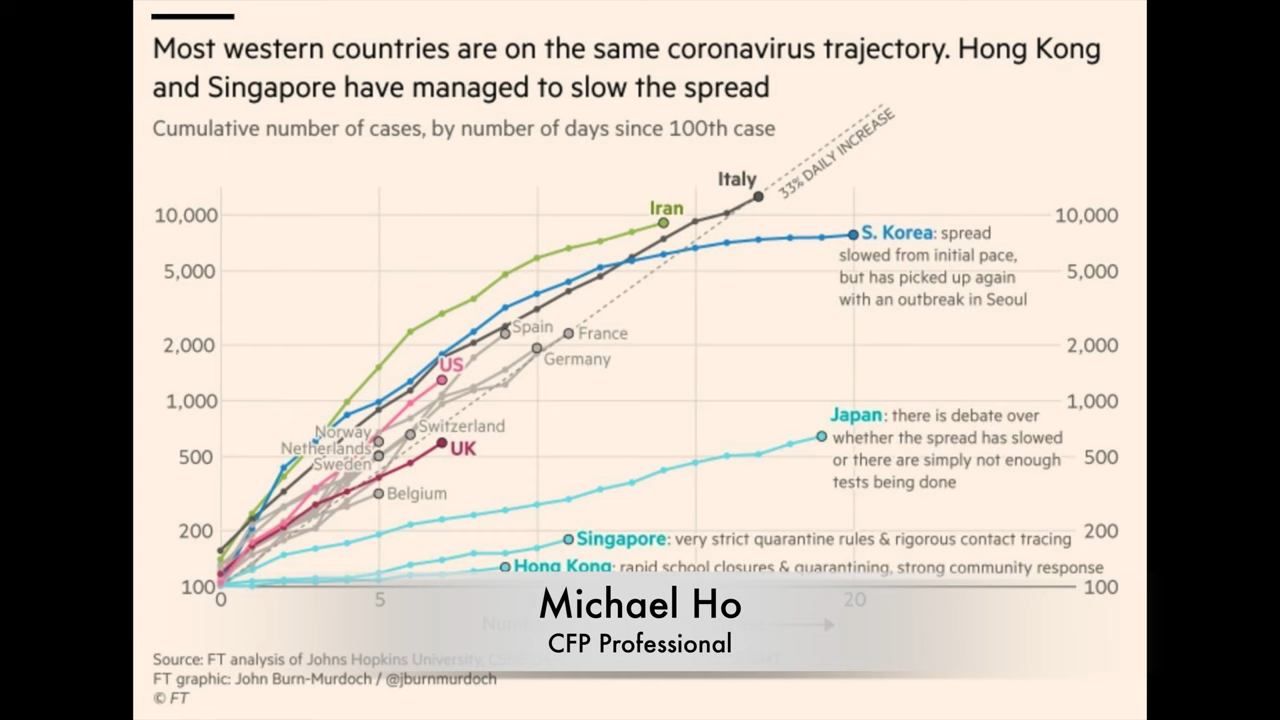 Most western countries are on the same coronavirus trajectory. Hong Kong
and Singapore have managed to slow the spread
Cumulative number of cases, by number of days since 100th case
33% DAILY INCREASE
Italy
Iran
10,000
10,000
S. Korea: spread
slowed from initial pace,
but has picked up again
with an outbreak in Seoul
5,000
5,000
Spain
France
2,000
2,000
Germany
US
1,000
1,000
Japan: there is debate over
whether the spread has slowed
or there are simply not enough
tests being done
Switzerland
Norway
Netherlands
Sweden
UK
500
500
Belgium
200
200
Singapore: very strict quarantine rules & rigorous contact tracing
Hong Kong: rapid school closures & quarantining, strong community response
100
100
0
5
20
Michael Ho
CFP Professional
Source: FT analysis of Johns Hopkins University,
FT graphic: John Burn-Murdoch / @jburnmurdoch
© FT